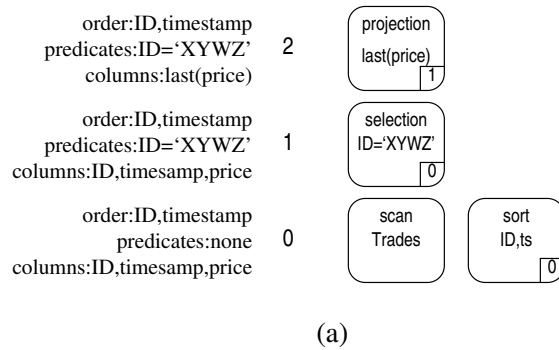 order:ID,timestamp
predicates:ID=‘XYWZ’
columns:last(price)
2
projection
last(price)
1
order:ID,timestamp
predicates:ID=‘XYWZ’
columns:ID,timesamp,price
1
selection
ID=‘XYWZ’
0
order:ID,timestamp
predicates:none
columns:ID,timesamp,price
0
scan
Trades
sort
ID,ts
0
(a)